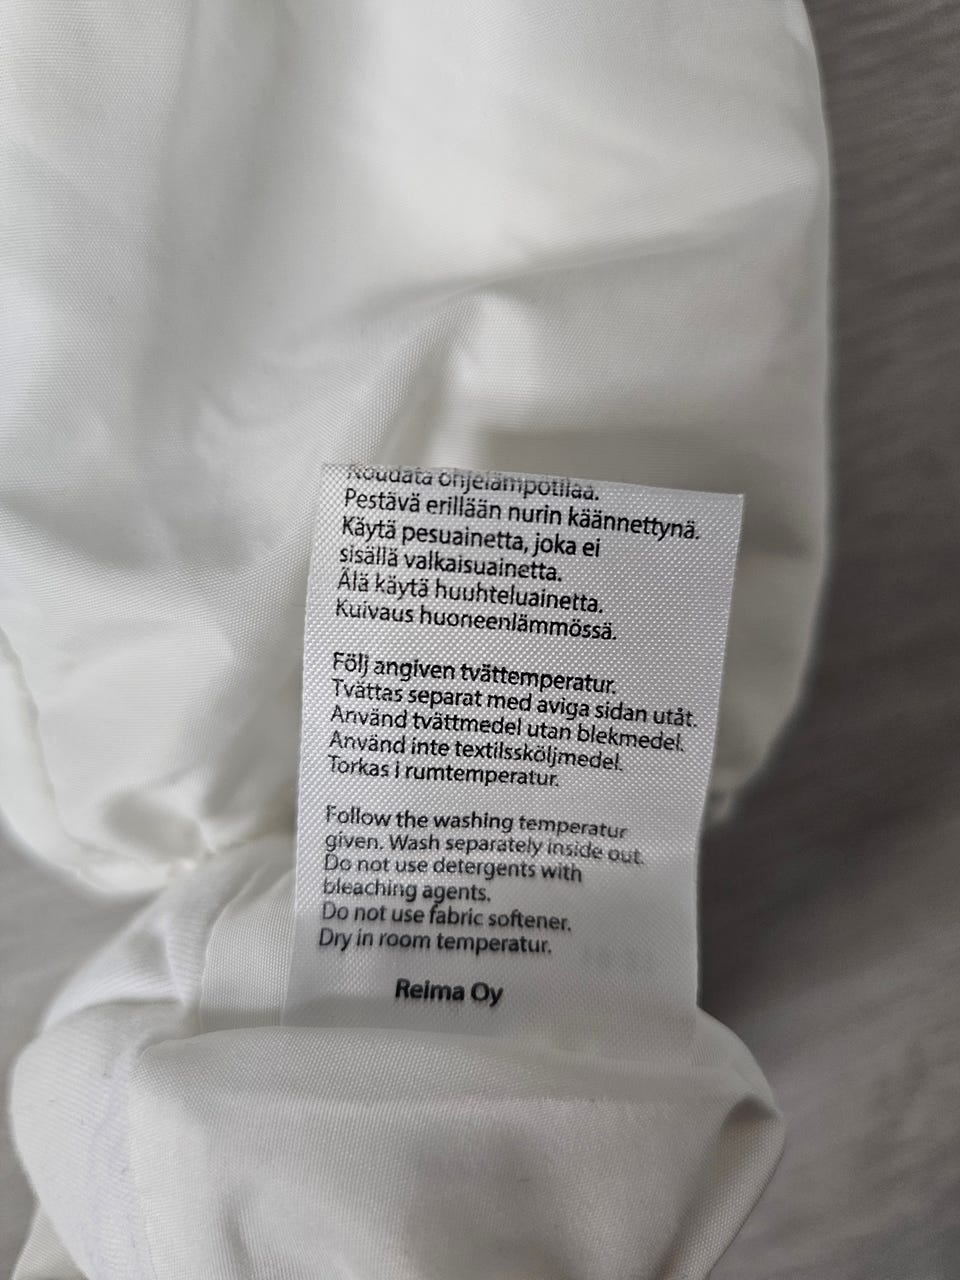 Noudata ohjelämpötilaa.
Pestävä erillään nurin käännettynä.
Käytä pesuainetta, joka ei
sisällä valkaisuainetta.
Älä käytä huuhteluainetta.
Kuivaus huoneenlämmössä.
Följ angiven tvättemperatur.
Tvättas separat med aviga sidan utåt.
Använd tvättmedel utan blekmedel.
Använd inte textilssköljmedel.
Torkas i rumtemperatur.
Follow the washing temperatur
given. Wash separately inside out.
Do not use detergents with
bleaching agents.
Do not use fabric softener.
Dry in room temperatur.
Reima Oy